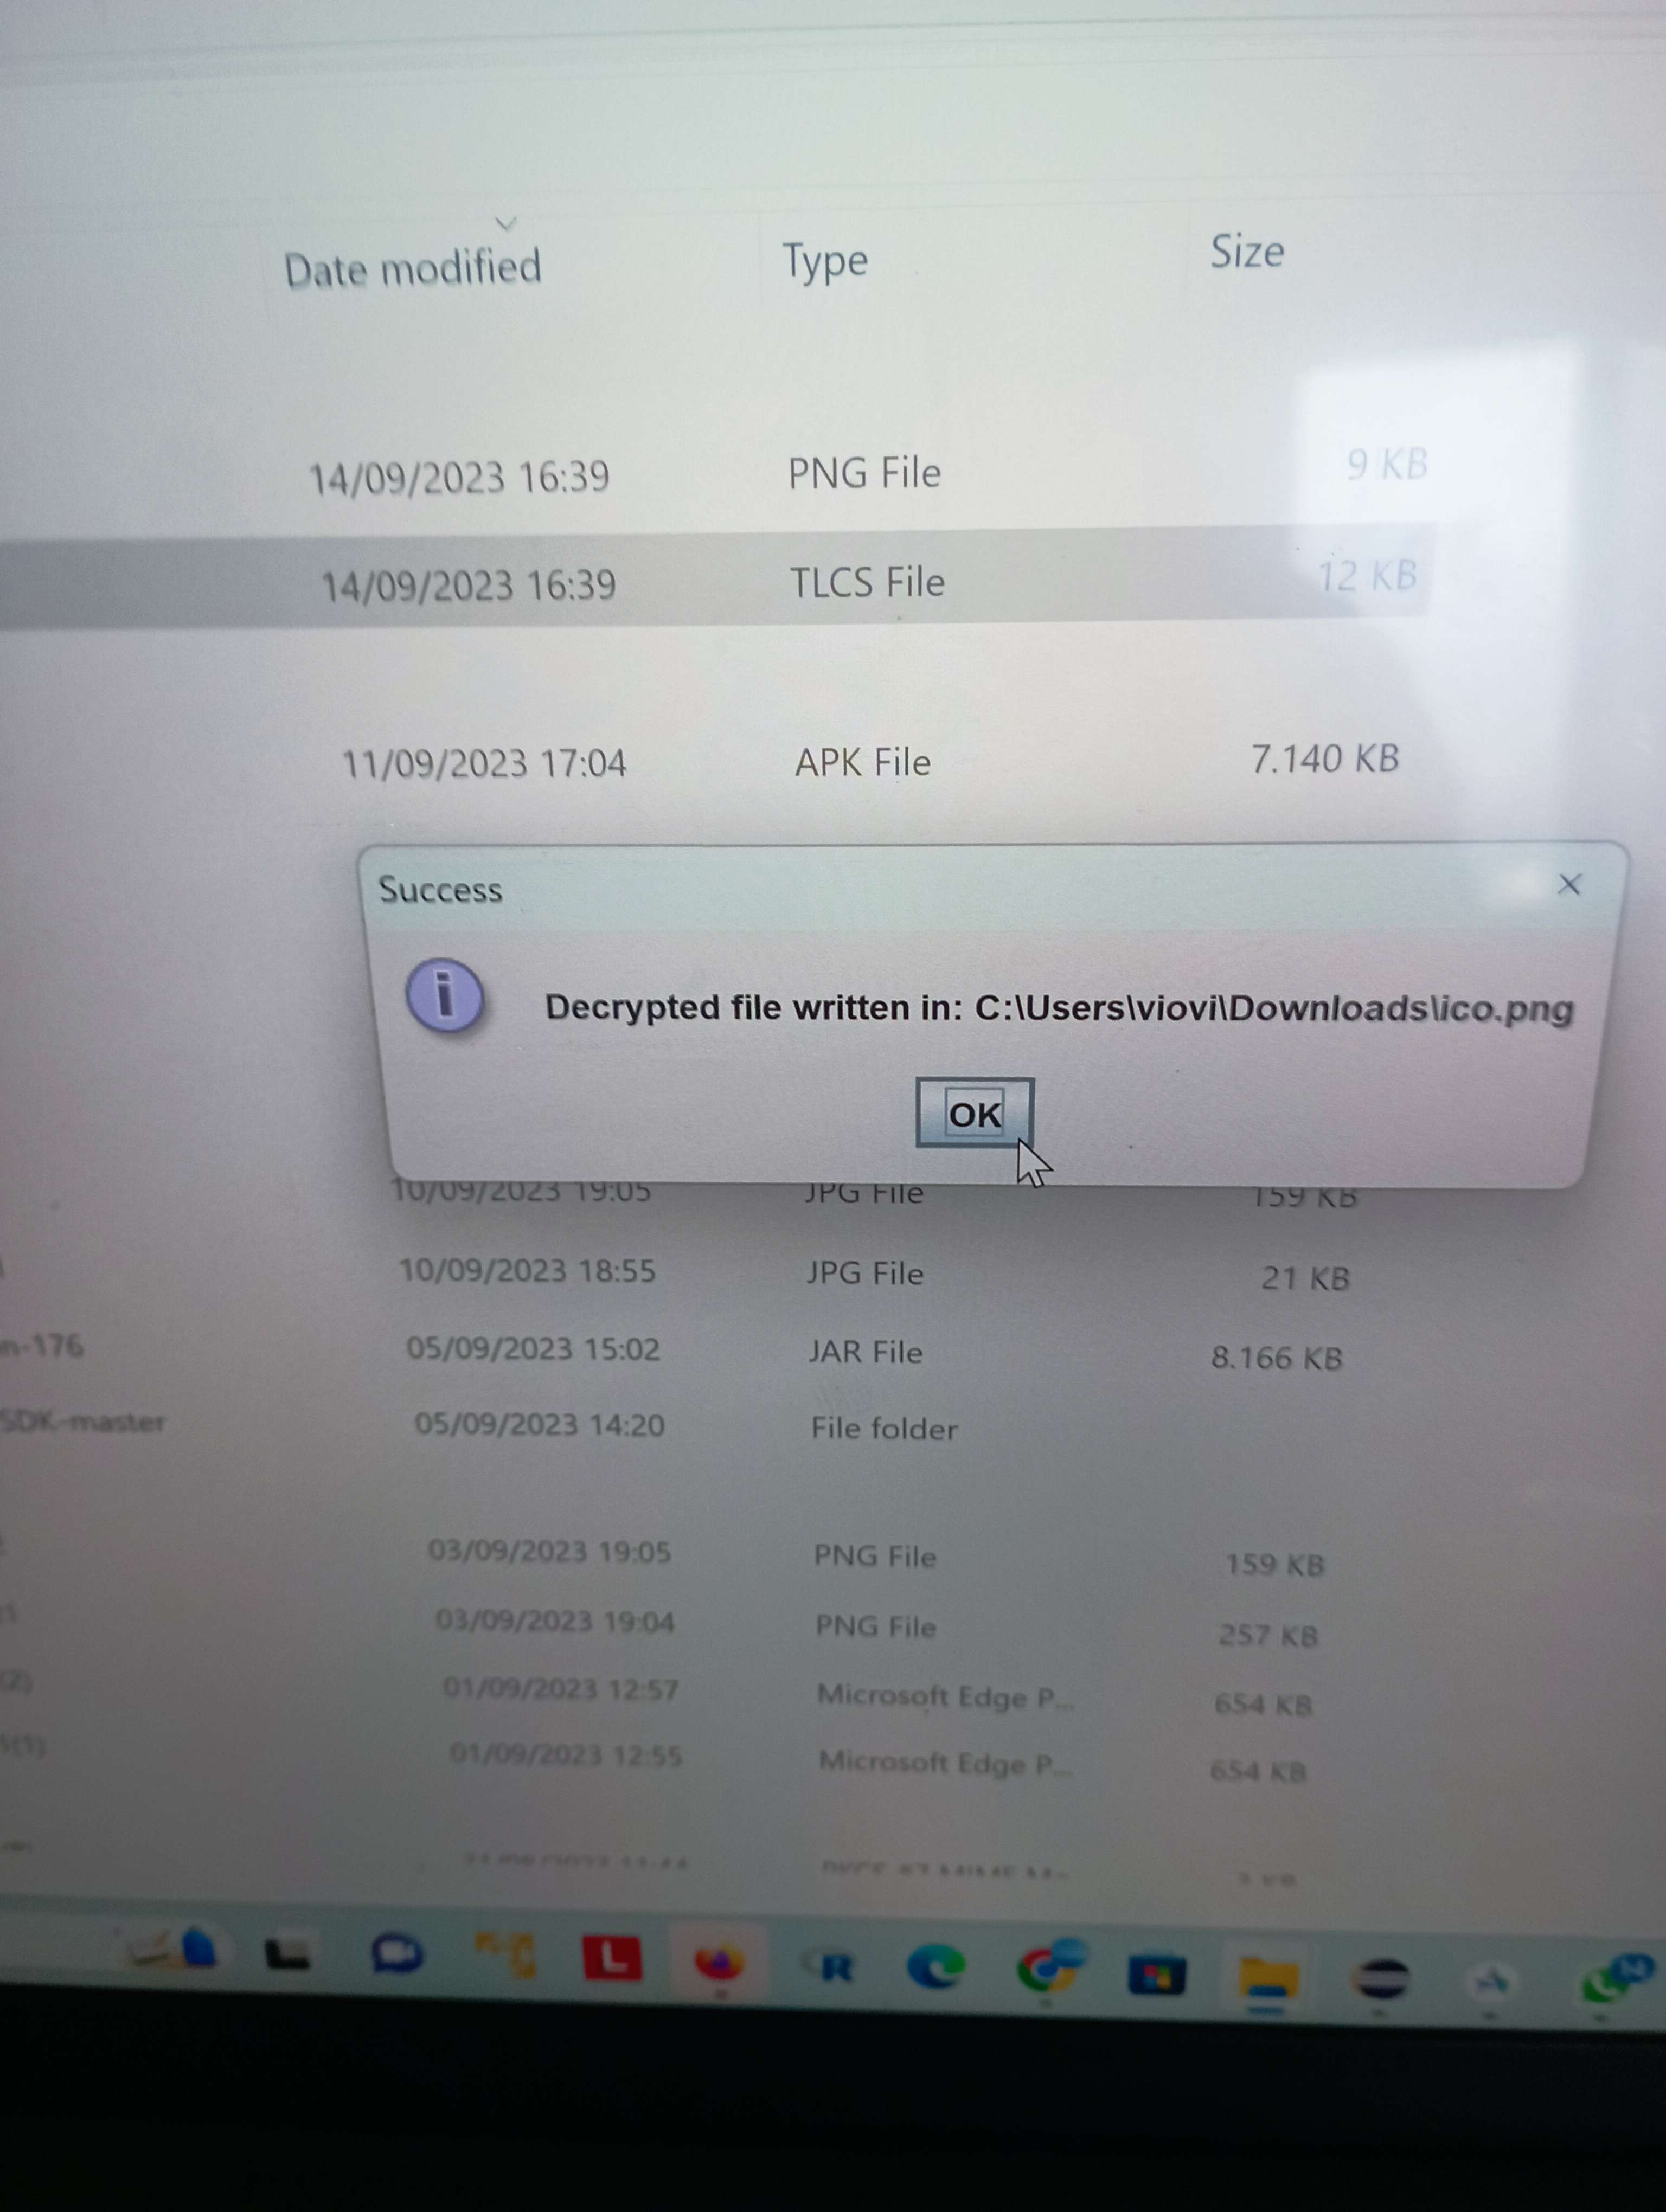 Date modified Type Size
14/09/2023 16:39 PNG File 9 KB
14/09/2023 16:39 TLCS File 12 KB
11/09/2023 17:04 APK File 7.140 KB
Success
Decrypted file written in: C:\Users\viovi\Downloads\ico.png
OK
10/09/2023 19:05 JPG File 159 KB
10/09/2023 18:55 JPG File 21 KB
n-176 05/09/2023 15:02 JAR File 8.166 KB
SDK-master 05/09/2023 14:20 File folder
03/09/2023 19:05 PNG File 159 KB
03/09/2023 19:04 PNG File 257 KB
(2) 01/09/2023 12:57 Microsoft Edge P... 654 KB
(1) 01/09/2023 12:55 Microsoft Edge P... 654 KB
L R